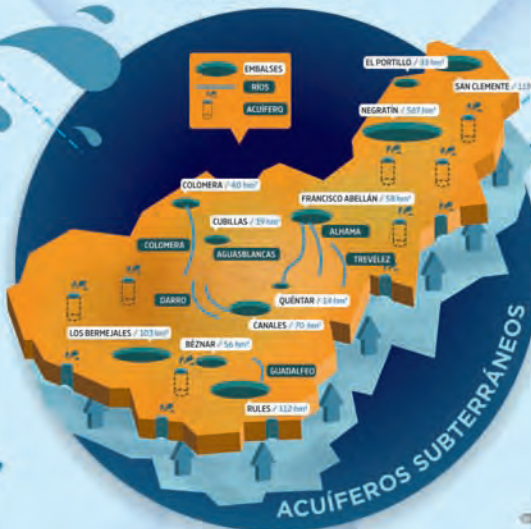 EMBALSES
RÍOS
ACUÍFERO
EL PORTILLO / 33 hm³
SAN CLEMENTE
NEGRATÍN / 567 hm³
COLOMERA / 40 hm³
FRANCISCO ABELLÁN / 58 hm³
CUBILLAS / 19 hm³
ALHAMA
COLOMERA
AGUASBLANCAS
TREVELEZ
DARRO
QUÉNTAR / 14 hm³
CANALES / 70 hm³
LOS BERMEJALES / 103 hm³
BÉZNAR / 56 hm³
GUADALFEO
RULES / 112 hm³
ACUÍFEROS SUBTERRÁNEOS